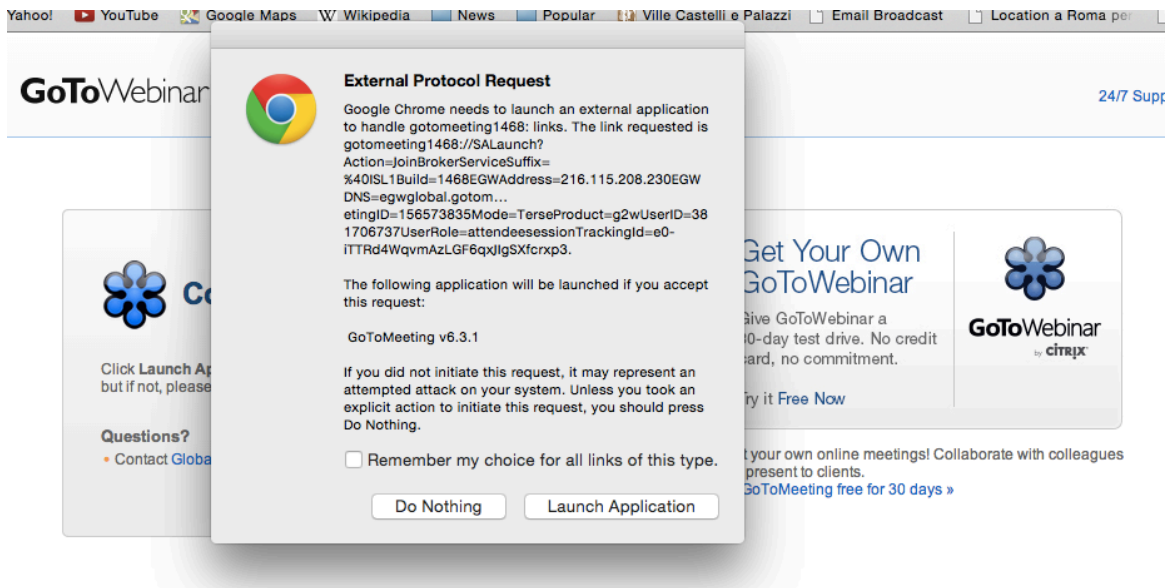 Yahoo! YouTube Google Maps W Wikipedia News Popular Ville Castelli e Palazzi Email Broadcast Location a Roma per
GoToWebinar
24/7 Supp
External Protocol Request
Google Chrome needs to launch an external application
to handle gotomeeting1468: links. The link requested is
gotomeeting1468://SALaunch?
Action=JoinBrokerServiceSuffix=
%40ISL1Build=1468EGWAddress=216.115.208.230EGW
DNS=egwglobal.gotom...
etingID=156573835Mode=TerseProduct=g2wUserID=38
1706737UserRole=attendeesessionTrackingId=e0-
iTTRd4WqvmAzLGF6qxJIgSXfcrxp3.
The following application will be launched if you accept
this request:
GoToMeeting v6.3.1
If you did not initiate this request, it may represent an
attempted attack on your system. Unless you took an
explicit action to initiate this request, you should press
Do Nothing.
Remember my choice for all links of this type.
Do Nothing Launch Application
Co
Click Launch Ap
but if not, please
Questions?
• Contact Globa
Get Your Own
GoToWebinar
Give GoToWebinar a
30-day test drive. No credit
card, no commitment.
Try it Free Now
GoToWebinar
by CITRIX
t your own online meetings! Collaborate with colleagues
present to clients.
GoToMeeting free for 30 days »